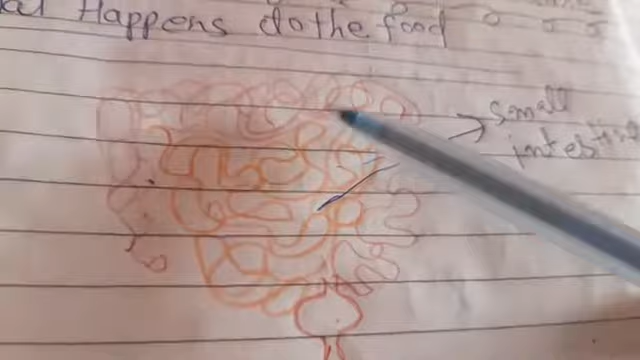 Happens do the food
small
intest